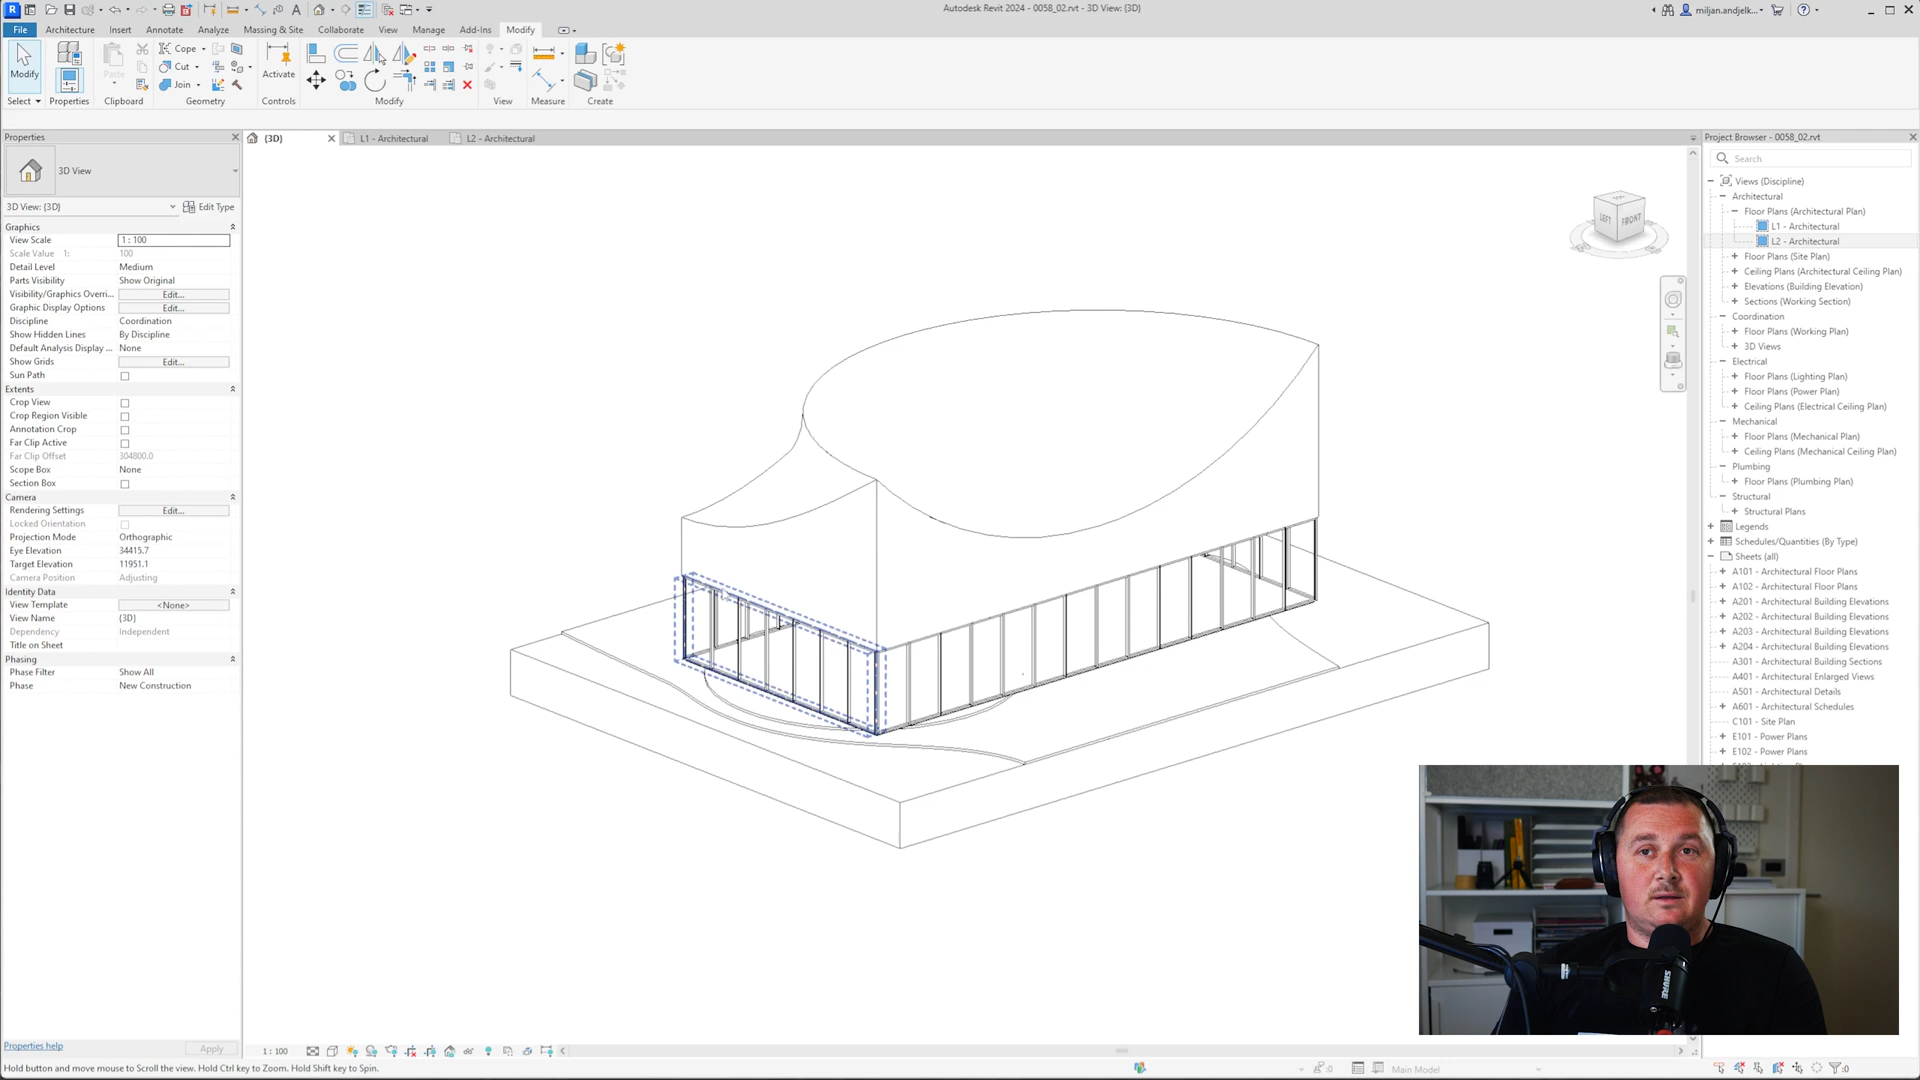 Autodesk Revit 2024 - 0058_02.rvt - 3D View: {3D}
miljan.andjelk...
File
Architecture
Insert
Annotate
Analyze
Massing & Site
Collaborate
View
Manage
Add-Ins
Modify
Modify
Select
Properties
Paste
Clipboard
Cope
Cut
Join
Geometry
Activate
Controls
Modify
View
Measure
Create
Properties
{3D}
L1 - Architectural
L2 - Architectural
3D View
3D View: {3D}
Edit Type
Graphics
View Scale 1 : 100
Scale Value 1: 100
Detail Level Medium
Parts Visibility Show Original
Visibility/Graphics Overri... Edit...
Graphic Display Options Edit...
Discipline Coordination
Show Hidden Lines By Discipline
Default Analysis Display ... None
Show Grids Edit...
Sun Path
Extents
Crop View
Crop Region Visible
Annotation Crop
Far Clip Active
Far Clip Offset 304800.0
Scope Box None
Section Box
Camera
Rendering Settings Edit...
Locked Orientation
Projection Mode Orthographic
Eye Elevation 34415.7
Target Elevation 11951.1
Camera Position Adjusting
Identity Data
View Template <None>
View Name {3D}
Dependency Independent
Title on Sheet
Phasing
Phase Filter Show All
Phase New Construction
Properties help
Apply
LEFT
FRONT
Project Browser - 0058_02.rvt
Search
Views (Discipline)
Architectural
Floor Plans (Architectural Plan)
L1 - Architectural
L2 - Architectural
Floor Plans (Site Plan)
Ceiling Plans (Architectural Ceiling Plan)
Elevations (Building Elevation)
Sections (Working Section)
Coordination
Floor Plans (Working Plan)
3D Views
Electrical
Floor Plans (Lighting Plan)
Floor Plans (Power Plan)
Ceiling Plans (Electrical Ceiling Plan)
Mechanical
Floor Plans (Mechanical Plan)
Ceiling Plans (Mechanical Ceiling Plan)
Plumbing
Floor Plans (Plumbing Plan)
Structural
Structural Plans
Legends
Schedules/Quantities (By Type)
Sheets (all)
A101 - Architectural Floor Plans
A102 - Architectural Floor Plans
A201 - Architectural Building Elevations
A202 - Architectural Building Elevations
A203 - Architectural Building Elevations
A204 - Architectural Building Elevations
A301 - Architectural Building Sections
A401 - Architectural Enlarged Views
A501 - Architectural Details
A601 - Architectural Schedules
C101 - Site Plan
E101 - Power Plans
E102 - Power Plans
SHURE
1 : 100
Hold button and move mouse to Scroll the view. Hold Ctrl key to Zoom. Hold Shift key to Spin.
:0
Main Model
:0